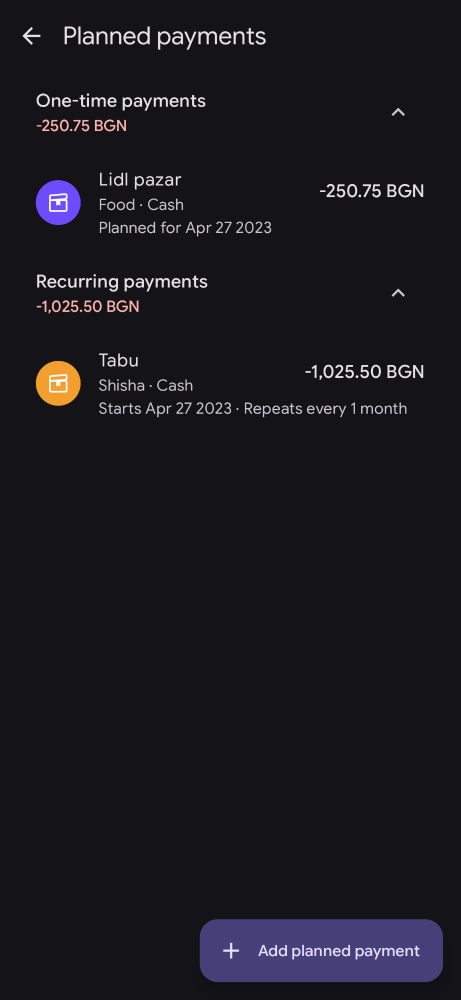 Planned payments
One-time payments
-250.75 BGN
Lidl pazar
-250.75 BGN
Food · Cash
Planned for Apr 27 2023
Recurring payments
-1,025.50 BGN
Tabu
-1,025.50 BGN
Shisha · Cash
Starts Apr 27 2023 · Repeats every 1 month
Add planned payment